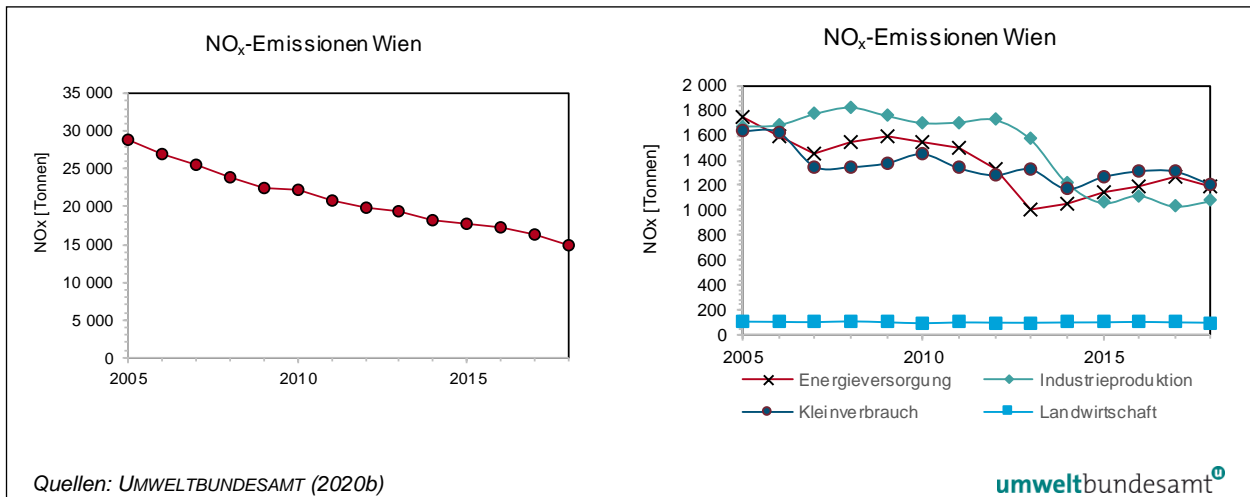 NOx-Emissionen Wien
NOx [Tonnen]
35 000
30 000
25 000
20 000
15 000
10 000
5 000
0
2005
2010
2015
NOx-Emissionen Wien
NOx [Tonnen]
2 000
1 800
1 600
1 400
1 200
1 000
800
600
400
200
0
2005
2010
2015
Energieversorgung
Industrieproduktion
Kleinverbrauch
Landwirtschaft
Quellen: UMWELTBUNDESAMT (2020b)
umweltbundesamt u